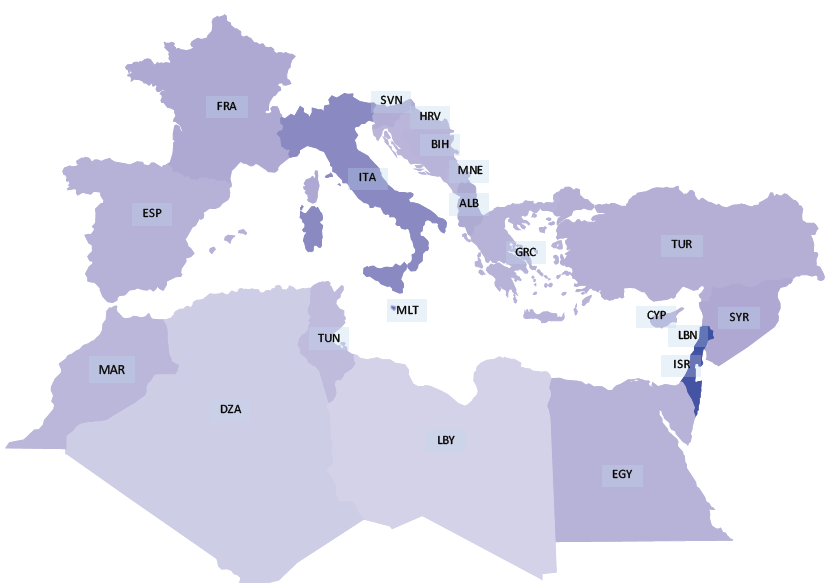 SVN
FRA
HRV
BIH
MNE
ITA
ALB
ESP
TUR
GRC
MLT
CYP
SYR
LBN
TUN
ISR
MAR
DZA
LBY
EGY